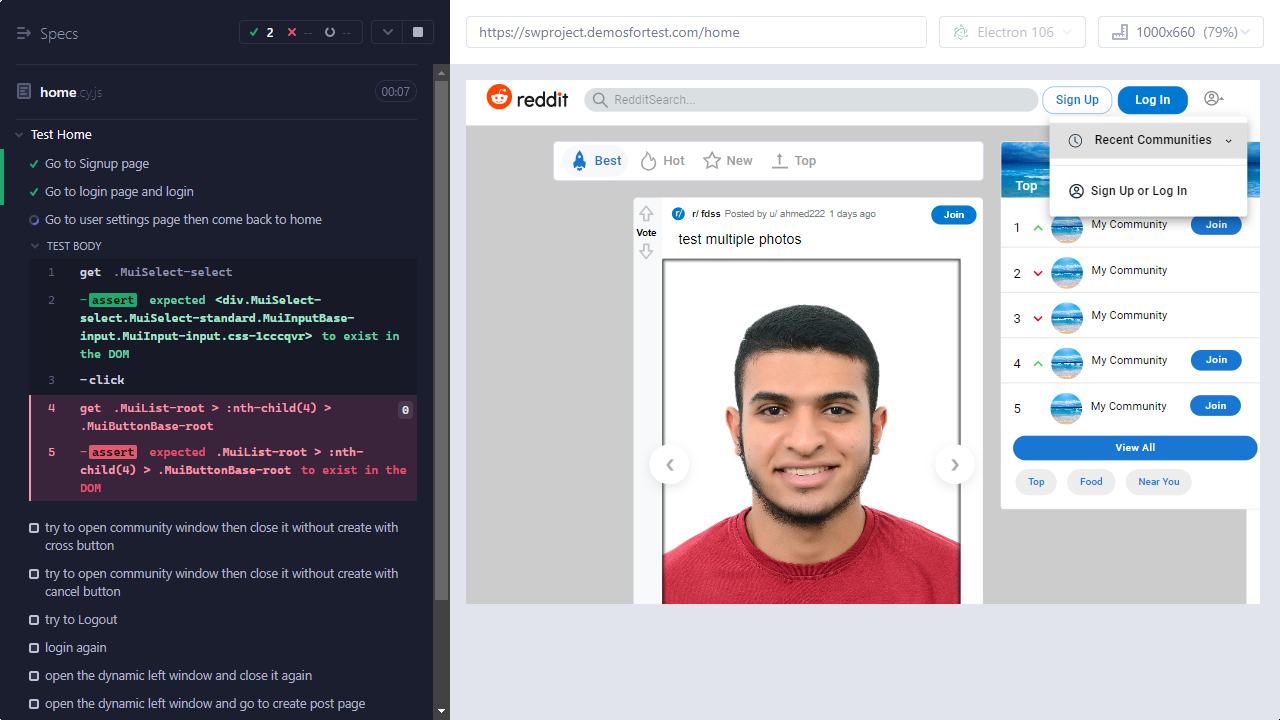 Specs
2
--
--
home.cy.js
00:07
Test Home
Go to Signup page
Go to login page and login
Go to user settings page then come back to home
TEST BODY
1 get .MuiSelect-select
2 -assert expected <div.MuiSelect-
select.MuiSelect-standard.MuiInputBase-
input.MuiInput-input.css-1cccqvr> to exist in
the DOM
3 -click
4 get .MuiList-root > :nth-child(4) >
.MuiButtonBase-root
0
5 -assert expected .MuiList-root > :nth-
child(4) > .MuiButtonBase-root to exist in the
DOM
try to open community window then close it without create with
cross button
try to open community window then close it without create with
cancel button
try to Logout
login again
open the dynamic left window and close it again
open the dynamic left window and go to create post page
https://swproject.demosfortest.com/home
Electron 106
1000x660 (79%)
reddit
RedditSearch...
Sign Up
Log In
Recent Communities
Sign Up or Log In
Best
Hot
New
Top
Vote
r/ fdss Posted by u/ ahmed222 1 days ago
Join
test multiple photos
Top
1 My Community Join
2 My Community
3 My Community
4 My Community Join
5 My Community Join
View All
Top
Food
Near You